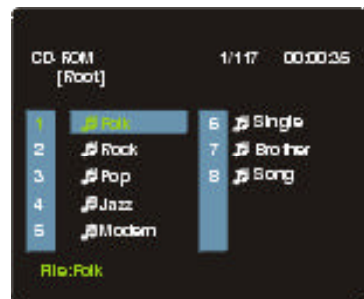 CD-ROM 1/117 00:00:35
[Root]
1 Folk
2 Rock
3 Pop
4 Jazz
5 Modern
6 Single
7 Brother
8 Song
File:Folk